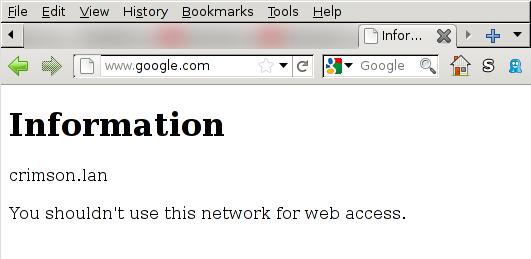 File Edit View History Bookmarks Tools Help
Infor...
www.google.com
Google
S
Information
crimson.lan
You shouldn't use this network for web access.